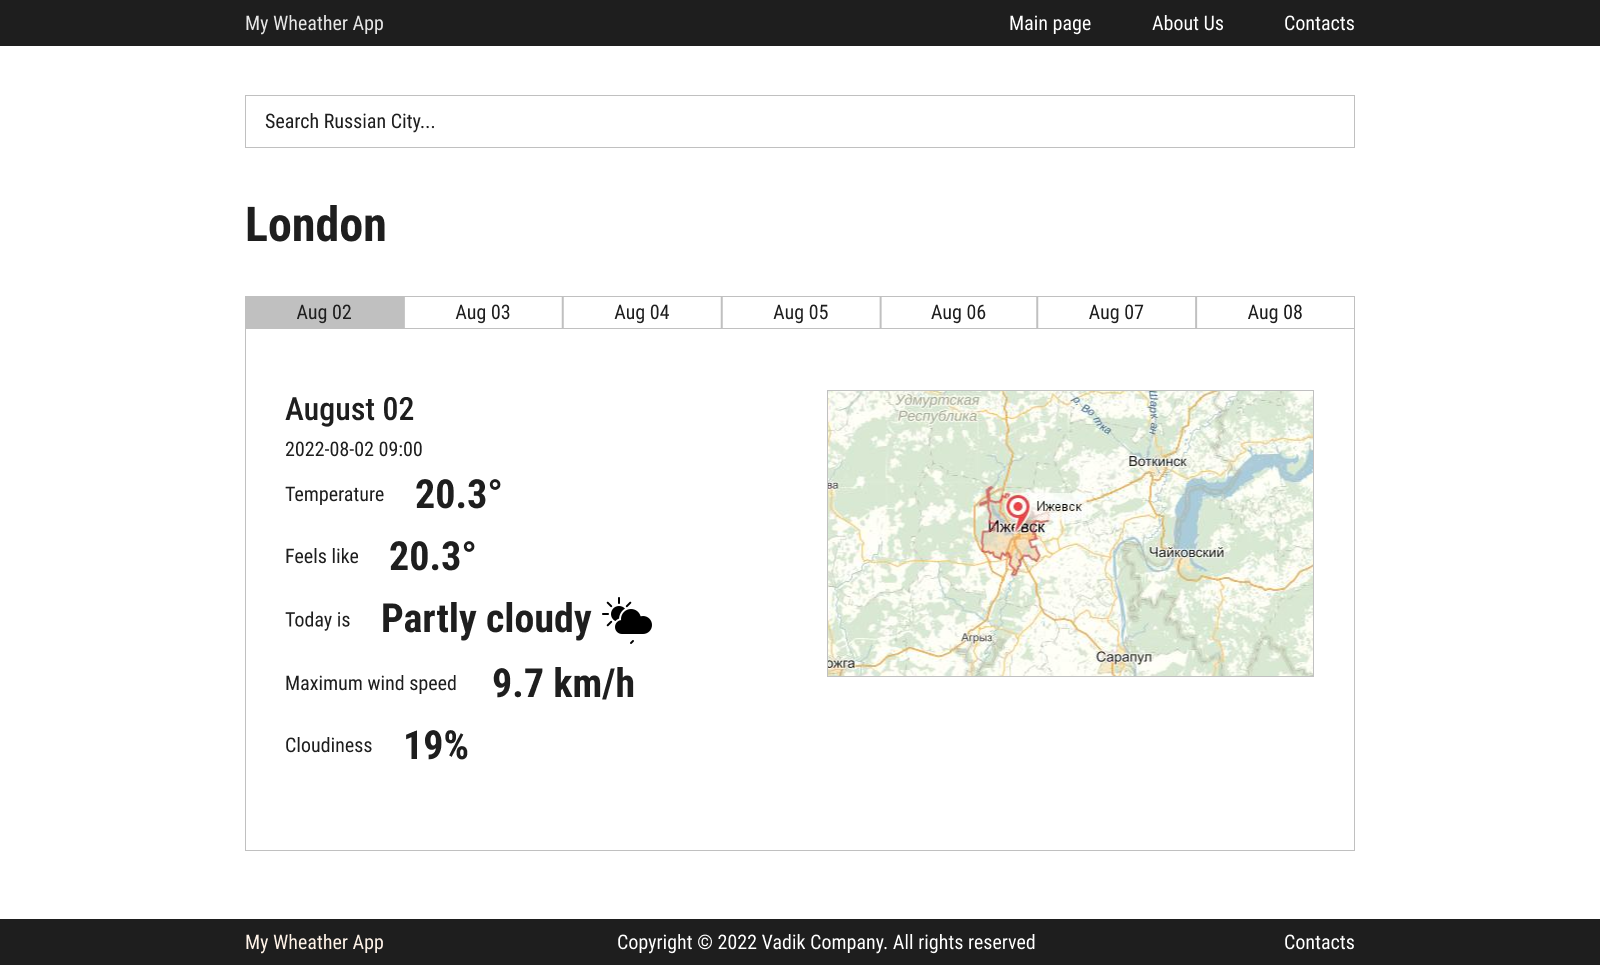 My Wheather App Main page About Us Contacts
Search Russian City...
London
Aug 02 Aug 03 Aug 04 Aug 05 Aug 06 Aug 07 Aug 08
August 02
2022-08-02 09:00
Temperature 20.3°
Feels like 20.3°
Today is Partly cloudy
Maximum wind speed 9.7 km/h
Cloudiness 19%
Удмуртская
Республика
Воткинск
ва
Ижевск
Ижевск
Чайковский
Агрыз
Сарапул
ожга
My Wheather App Copyright © 2022 Vadik Company. All rights reserved Contacts